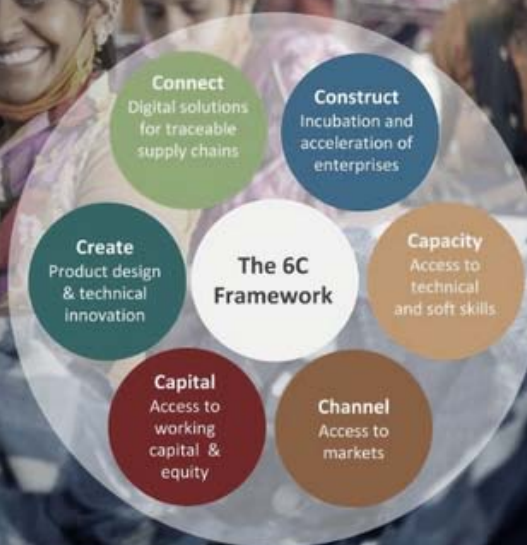 Connect
Digital solutions
for traceable
supply chains
Construct
Incubation and
acceleration of
enterprises
Create
Product design
& technical
innovation
The 6C
Framework
Capacity
Access to
technical
and soft skills
Capital
Access to
working
capital &
equity
Channel
Access to
markets